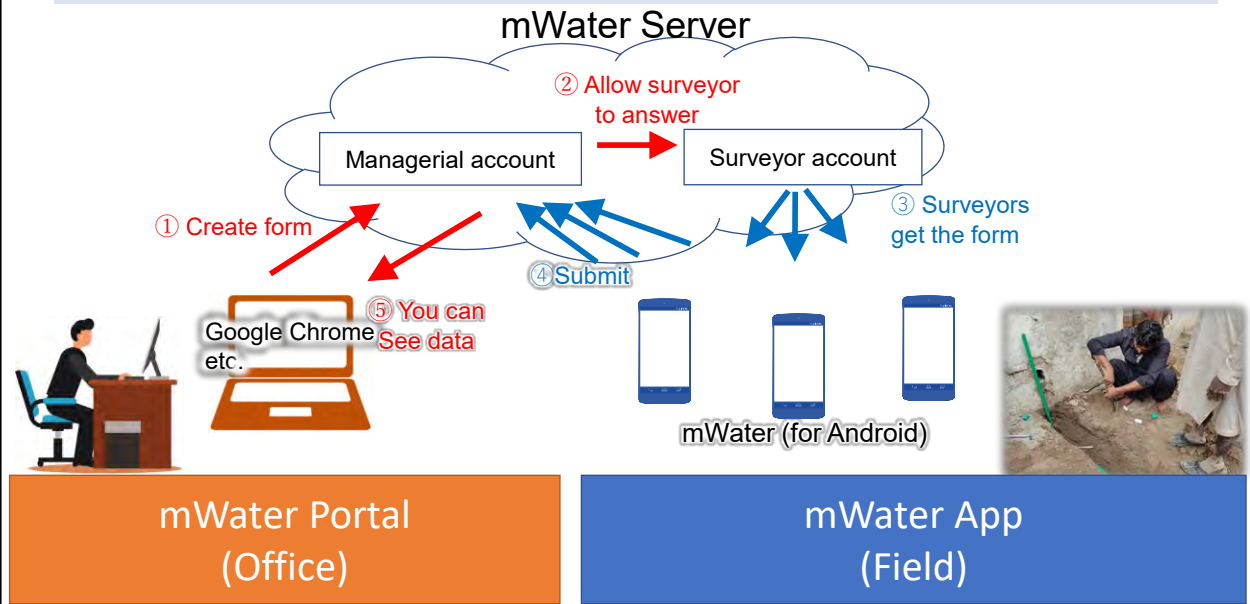 mWater Server
② Allow surveyor
to answer
Managerial account
Surveyor account
① Create form
③ Surveyors
get the form
④Submit
⑤ You can
See data
Google Chrome
etc.
mWater (for Android)
mWater Portal
(Office)
mWater App
(Field)